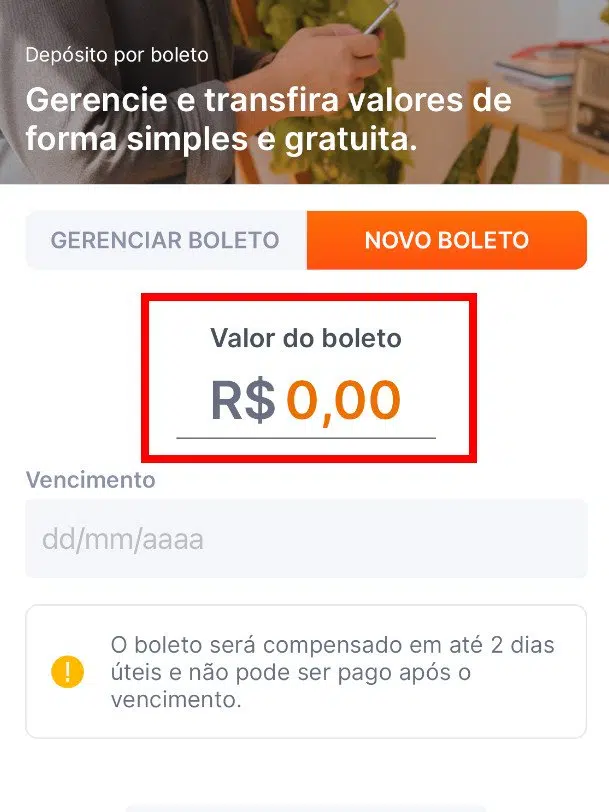 Depósito por boleto
Gerencie e transfira valores de
forma simples e gratuita.
GERENCIAR BOLETO
NOVO BOLETO
Valor do boleto
R$ 0,00
Vencimento
dd/mm/aaaa
!
O boleto será compensado em até 2 dias
úteis e não pode ser pago após o
vencimento.